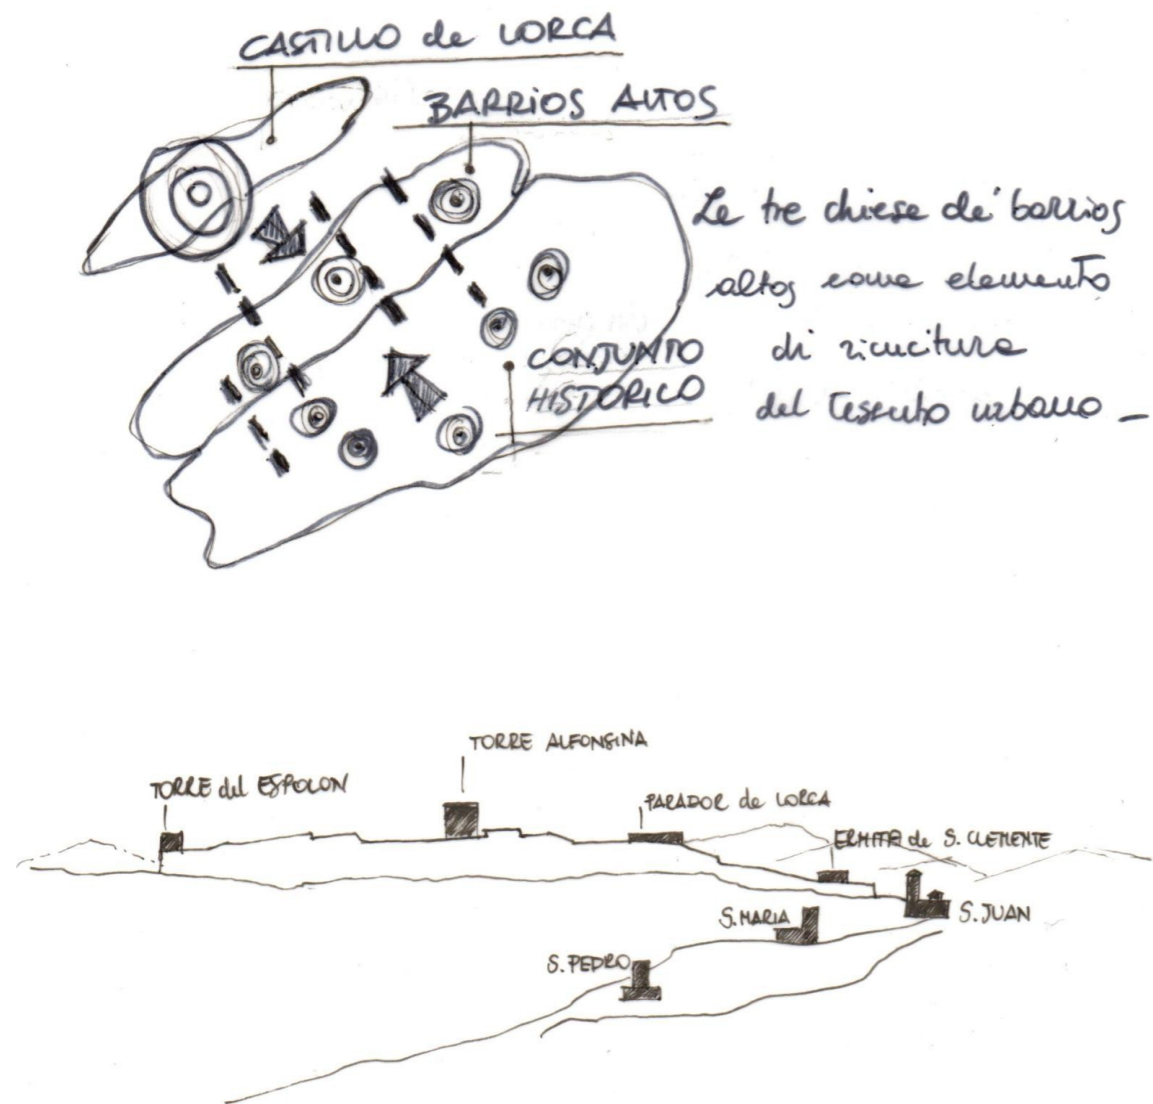 CASTILLO de LORCA
BARRIOS ALTOS
Le tre chiese de' barrios
altos come elemento
di ricucitura
del tessuto urbano –
CONJUNTO
HISTORICO
TORRE ALFONSINA
TORRE del ESPOLON
PARADOR de LORCA
ERMITA de S. CLEMENTE
S. MARIA
S. JUAN
S. PEDRO